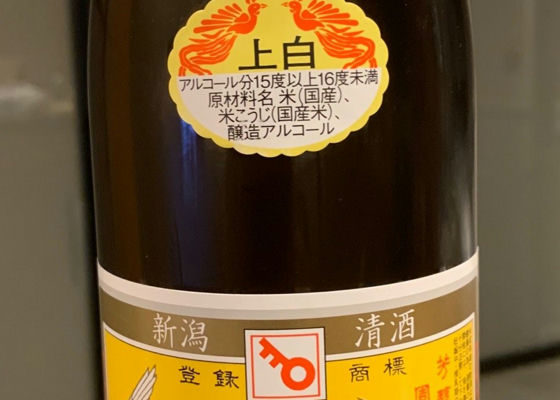 上白
アルコール分15度以上16度未満
原材料名 米(国産)、
米こうじ(国産米)、
醸造アルコール
新潟 清酒
登録 商標